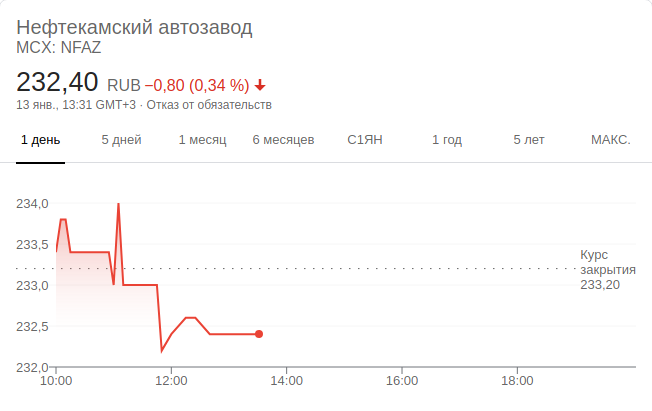 Нефтекамский автозавод
MCX: NFAZ
232,40 RUB −0,80 (0,34 %)
13 янв., 13:31 GMT+3 · Отказ от обязательств
1 день 5 дней 1 месяц 6 месяцев С1ЯН 1 год 5 лет МАКС.
234,0
233,5
Курс
закрытия
233,20
233,0
232,5
232,0
10:00 12:00 14:00 16:00 18:00